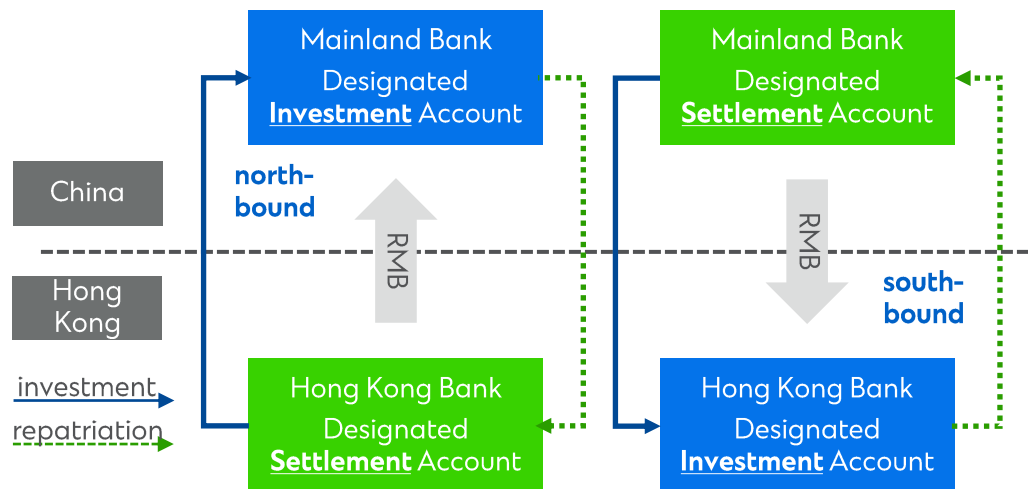 Mainland Bank
Designated
Investment Account
Mainland Bank
Designated
Settlement Account
China
north-
bound
RMB
RMB
Hong
Kong
south-
bound
investment
repatriation
Hong Kong Bank
Designated
Settlement Account
Hong Kong Bank
Designated
Investment Account